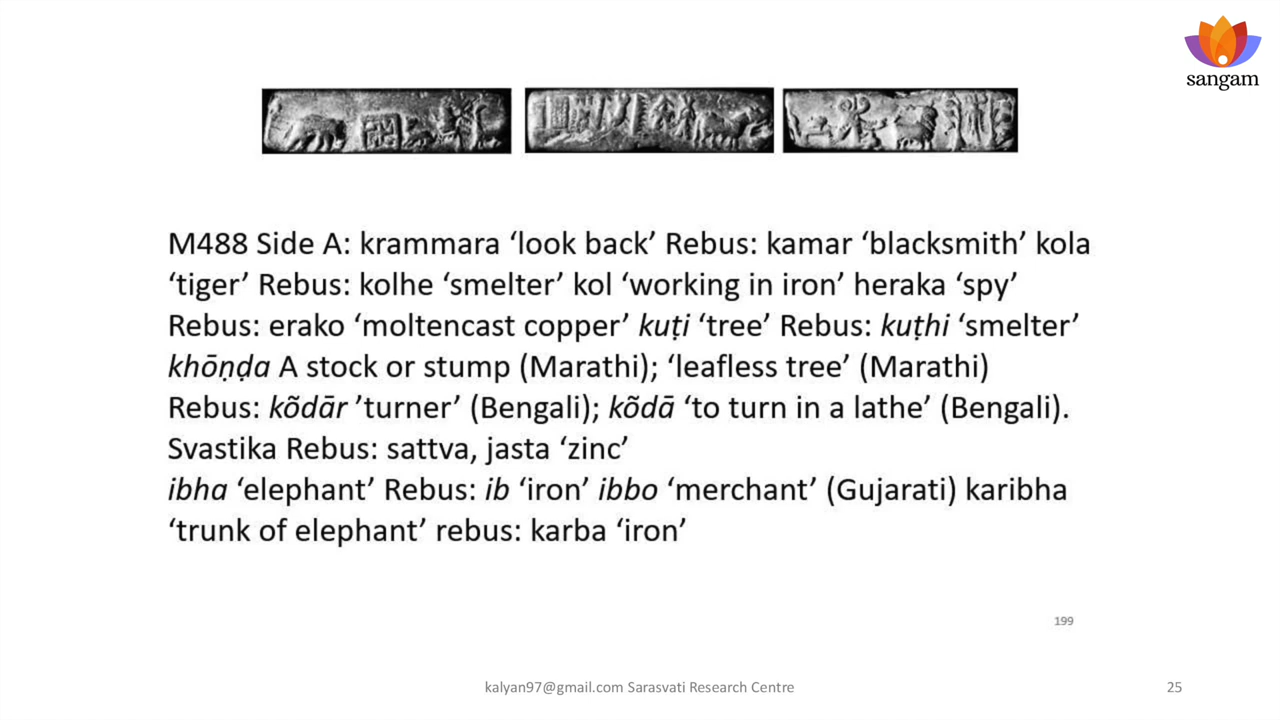 sangam
M488 Side A: krammara ‘look back’ Rebus: kamar ‘blacksmith’ kola
‘tiger’ Rebus: kolhe ‘smelter’ kol ‘working in iron’ heraka ‘spy’
Rebus: erako ‘moltencast copper’ kuṭi ‘tree’ Rebus: kuṭhi ‘smelter’
khōṇḍa A stock or stump (Marathi); ‘leafless tree’ (Marathi)
Rebus: kõdār ’turner’ (Bengali); kõdā ‘to turn in a lathe’ (Bengali).
Svastika Rebus: sattva, jasta ‘zinc’
ibha ‘elephant’ Rebus: ib ‘iron’ ibbo ‘merchant’ (Gujarati) karibha
‘trunk of elephant’ rebus: karba ‘iron’
199
kalyan97@gmail.com Sarasvati Research Centre
25